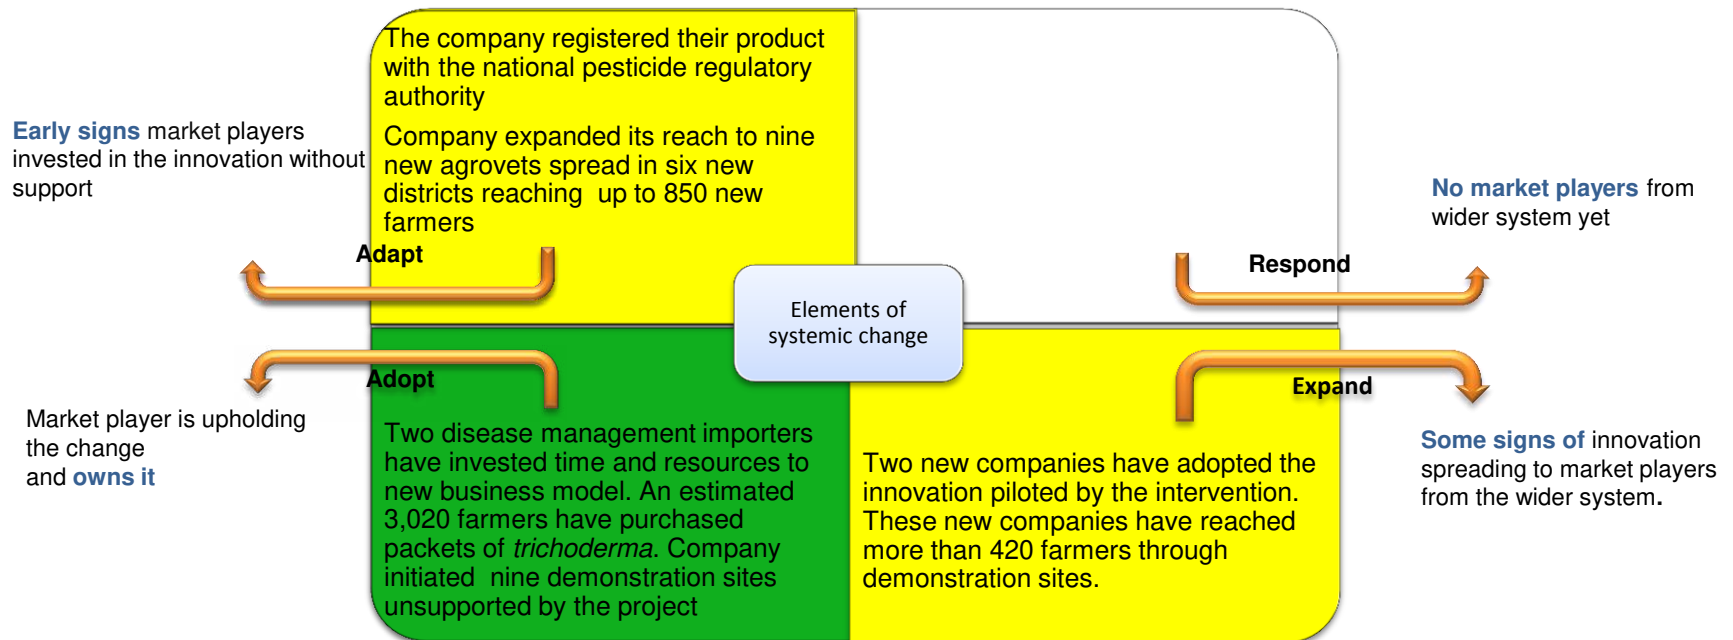 The company registered their product
with the national pesticide regulatory
authority
Company expanded its reach to nine
new agrovets spread in six new
districts reaching up to 850 new
farmers
Early signs market players
invested in the innovation without
support
Adapt
No market players from
wider system yet
Respond
Elements of
systemic change
Adopt
Market player is upholding
the change
and owns it
Two disease management importers
have invested time and resources to
new business model. An estimated
3,020 farmers have purchased
packets of trichoderma. Company
initiated nine demonstration sites
unsupported by the project
Expand
Two new companies have adopted the
innovation piloted by the intervention.
These new companies have reached
more than 420 farmers through
demonstration sites.
Some signs of innovation
spreading to market players
from the wider system.